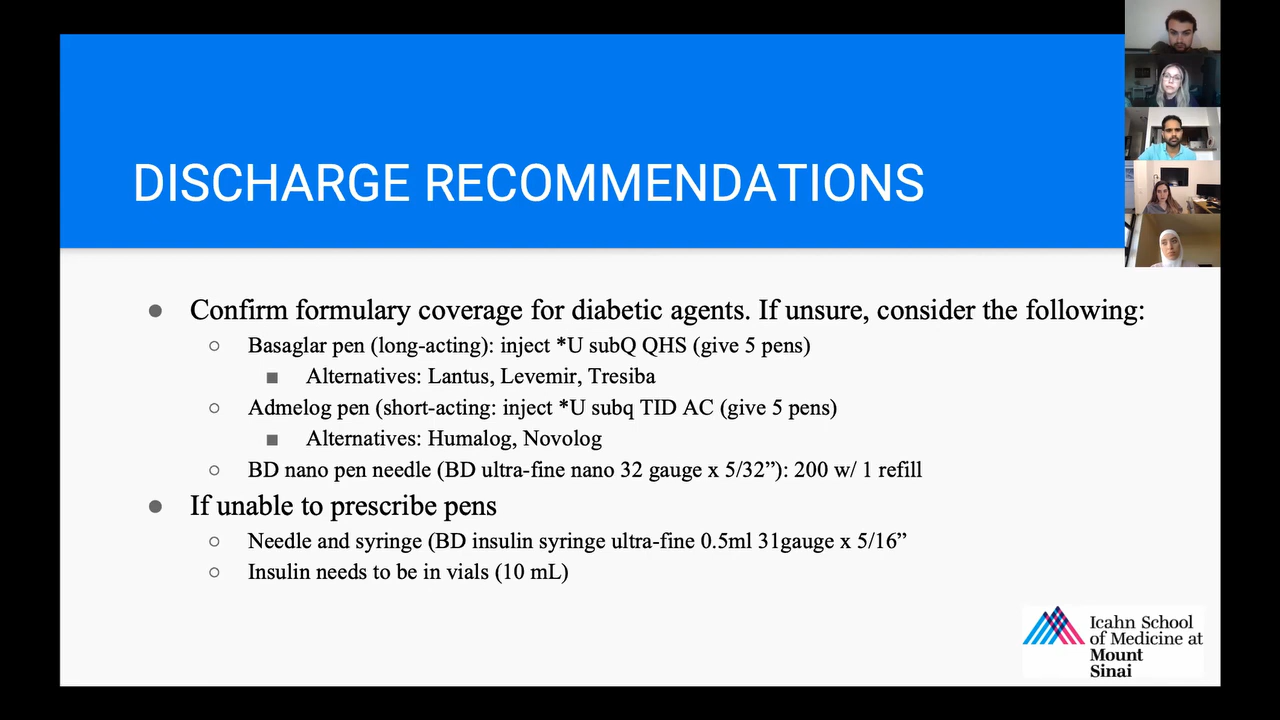 DISCHARGE RECOMMENDATIONS
● Confirm formulary coverage for diabetic agents. If unsure, consider the following:
○ Basaglar pen (long-acting): inject *U subQ QHS (give 5 pens)
■ Alternatives: Lantus, Levemir, Tresiba
○ Admelog pen (short-acting: inject *U subq TID AC (give 5 pens)
■ Alternatives: Humalog, Novolog
○ BD nano pen needle (BD ultra-fine nano 32 gauge x 5/32”): 200 w/ 1 refill
● If unable to prescribe pens
○ Needle and syringe (BD insulin syringe ultra-fine 0.5ml 31gauge x 5/16”
○ Insulin needs to be in vials (10 mL)
Icahn School
of Medicine at
Mount
Sinai